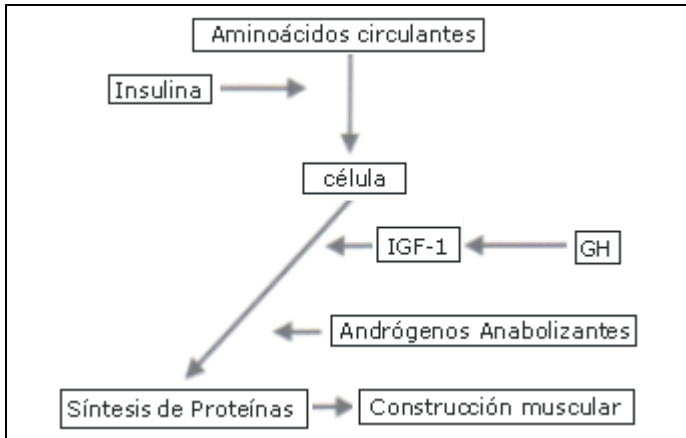 Aminoácidos circulantes
Insulina
célula
IGF-1
GH
Andrógenos Anabolizantes
Síntesis de Proteínas
Construcción muscular